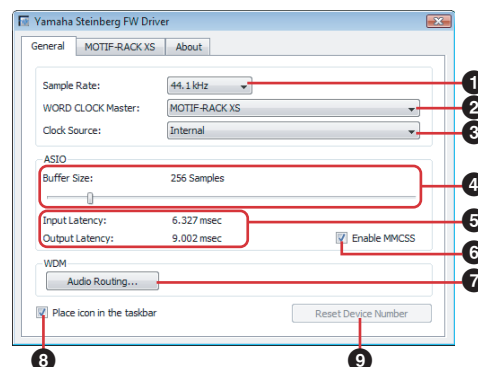 Yamaha Steinberg FW Driver
General MOTIF-RACK XS About
Sample Rate: 44.1 kHz 1
WORD CLOCK Master: MOTIF-RACK XS 2
Clock Source: Internal 3
ASIO
Buffer Size: 256 Samples 4
Input Latency: 6.327 msec 5
Output Latency: 9.002 msec Enable MMCSS
6
WDM
Audio Routing... 7
Place icon in the taskbar Reset Device Number
8 9